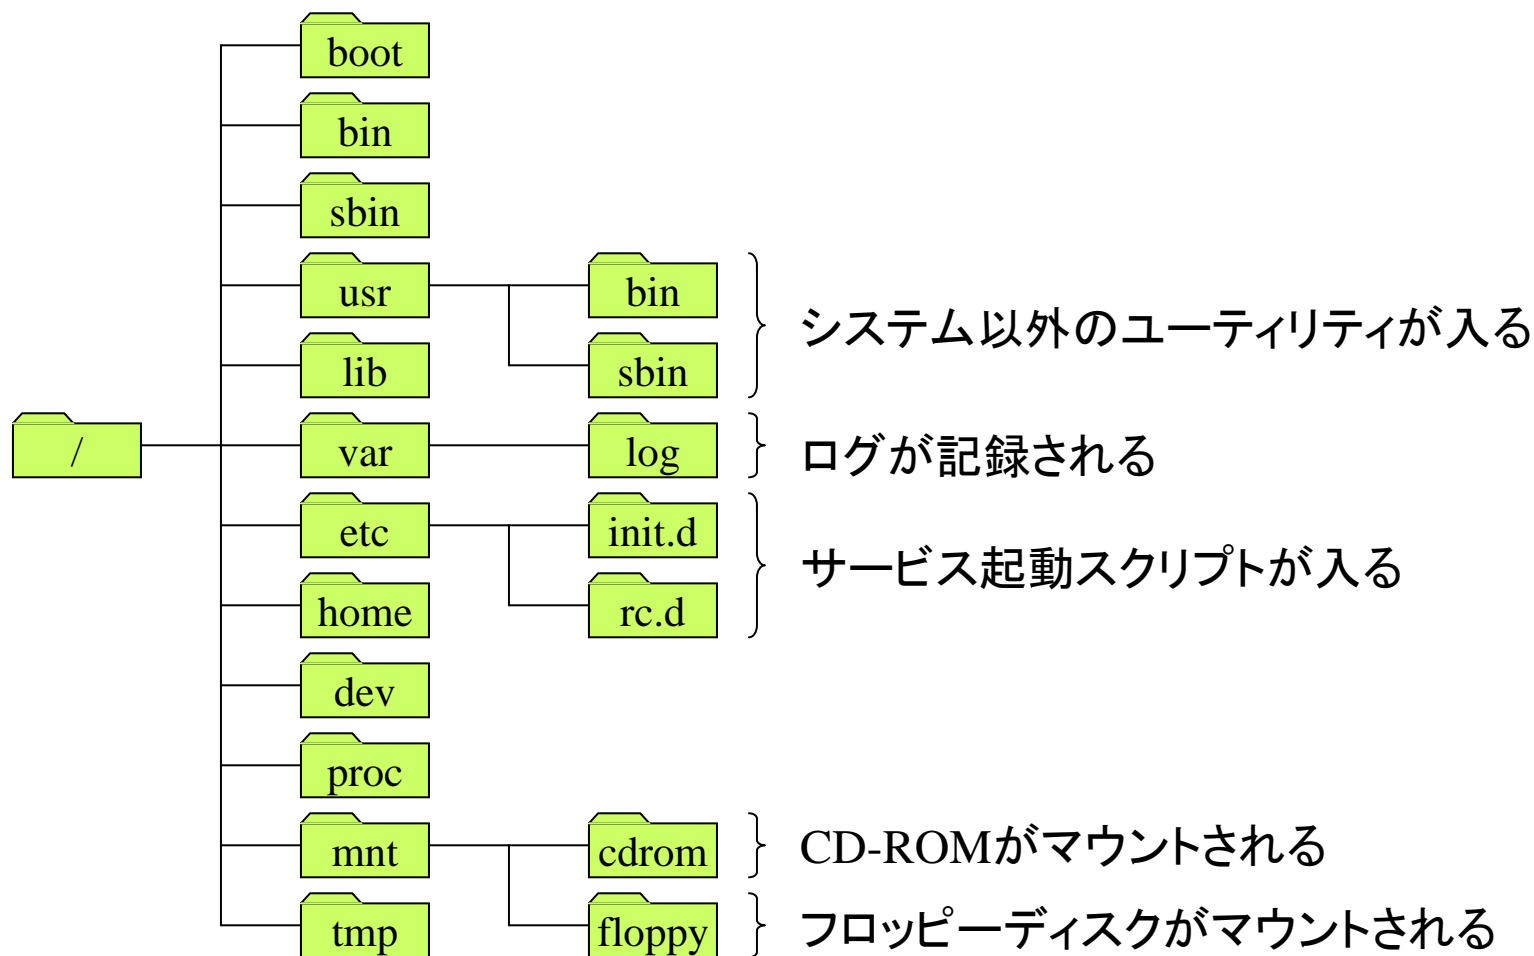 boot
bin
sbin
usr
bin
システム以外のユーティリティが入る
lib
sbin
/
var
log
ログが記録される
etc
init.d
サービス起動スクリプトが入る
home
rc.d
dev
proc
mnt
cdrom
CD-ROMがマウントされる
tmp
floppy
フロッピーディスクがマウントされる